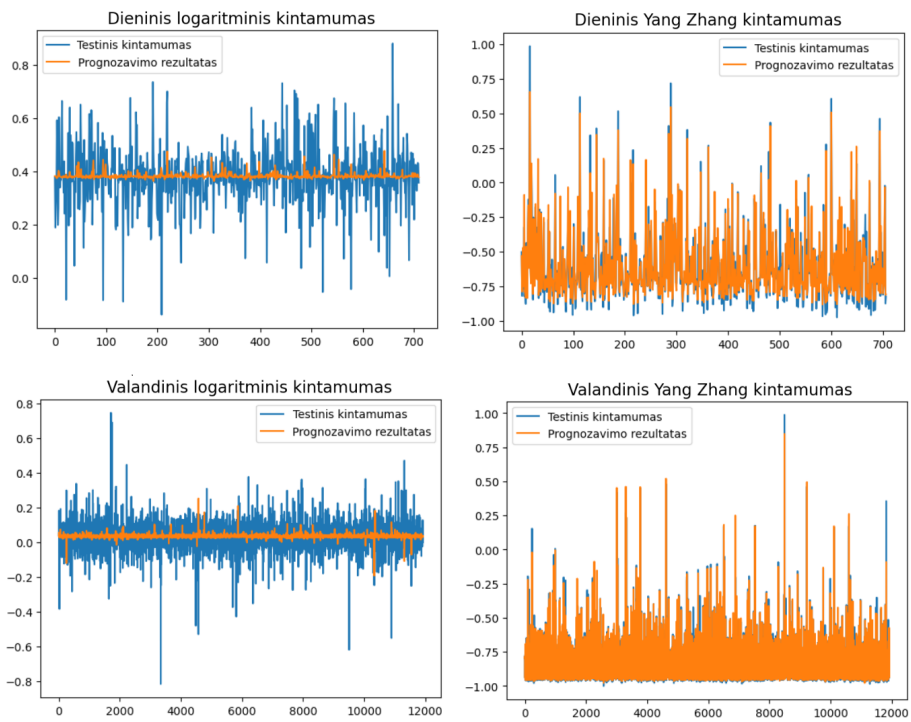 Dieninis logaritminis kintamumas
Testinis kintamumas
Prognozavimo rezultatas
0.8
0.6
0.4
0.2
0.0
0 100 200 300 400 500 600 700
Dieninis Yang Zhang kintamumas
Testinis kintamumas
Prognozavimo rezultatas
1.00
0.75
0.50
0.25
0.00
−0.25
−0.50
−0.75
−1.00
0 100 200 300 400 500 600 700
Valandinis logaritminis kintamumas
Testinis kintamumas
Prognozavimo rezultatas
0.8
0.6
0.4
0.2
0.0
−0.2
−0.4
−0.6
−0.8
0 2000 4000 6000 8000 10000 12000
Valandinis Yang Zhang kintamumas
Testinis kintamumas
Prognozavimo rezultatas
1.00
0.75
0.50
0.25
0.00
−0.25
−0.50
−0.75
−1.00
0 2000 4000 6000 8000 10000 12000